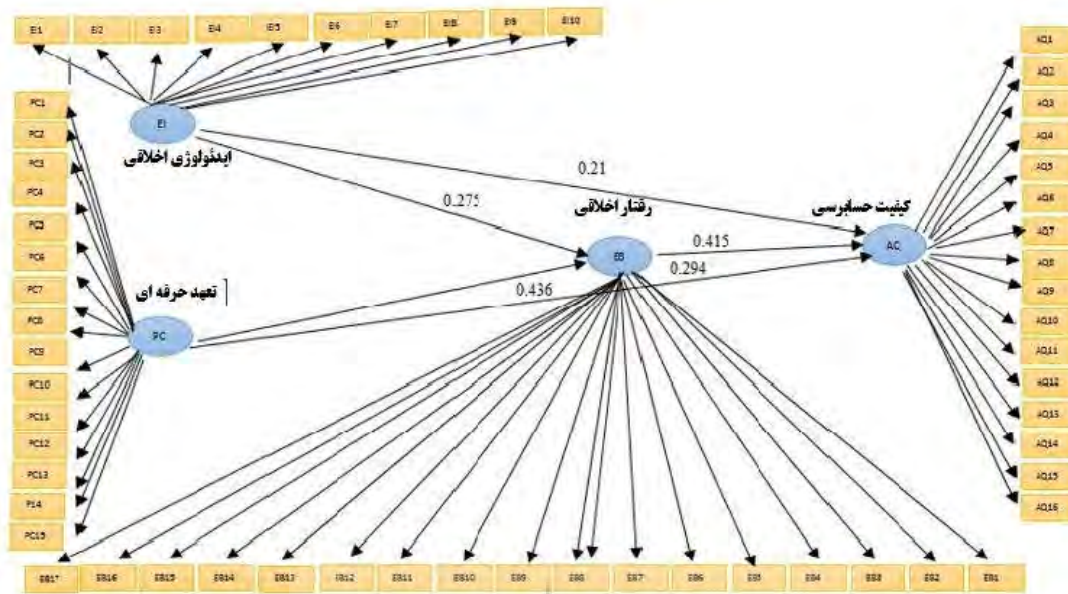 EI1 EI2 EI3 EI4 EI5 EI6 EI7 EI8 EI9 EI10
EI
ایدئولوژی اخلاقی
PC1
PC2
PC3
PC4
PC5
PC6
PC7
PC8
PC9
PC10
PC11
PC12
PC13
P14
PC15
تعهد حرفه ای
PC
0.21
0.275
رفتار اخلاقی
EB
0.415
0.294
0.436
کیفیت حسابرسی
AQ
AQ1
AQ2
AQ3
AQ4
AQ5
AQ6
AQ7
AQ8
AQ9
AQ10
AQ11
AQ12
AQ13
AQ14
AQ15
AQ16
EB17 EB16 EB15 EB14 EB13 EB12 EB11 EB10 EB9 EB8 EB7 EB6 EB5 EB4 EB3 EB2 EB1